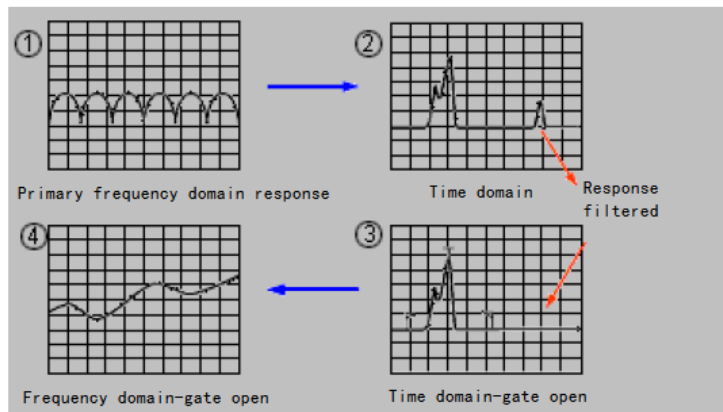 ①
②
Primary frequency domain response
Time domain
Response
filtered
④
③
Frequency domain-gate open
Time domain-gate open